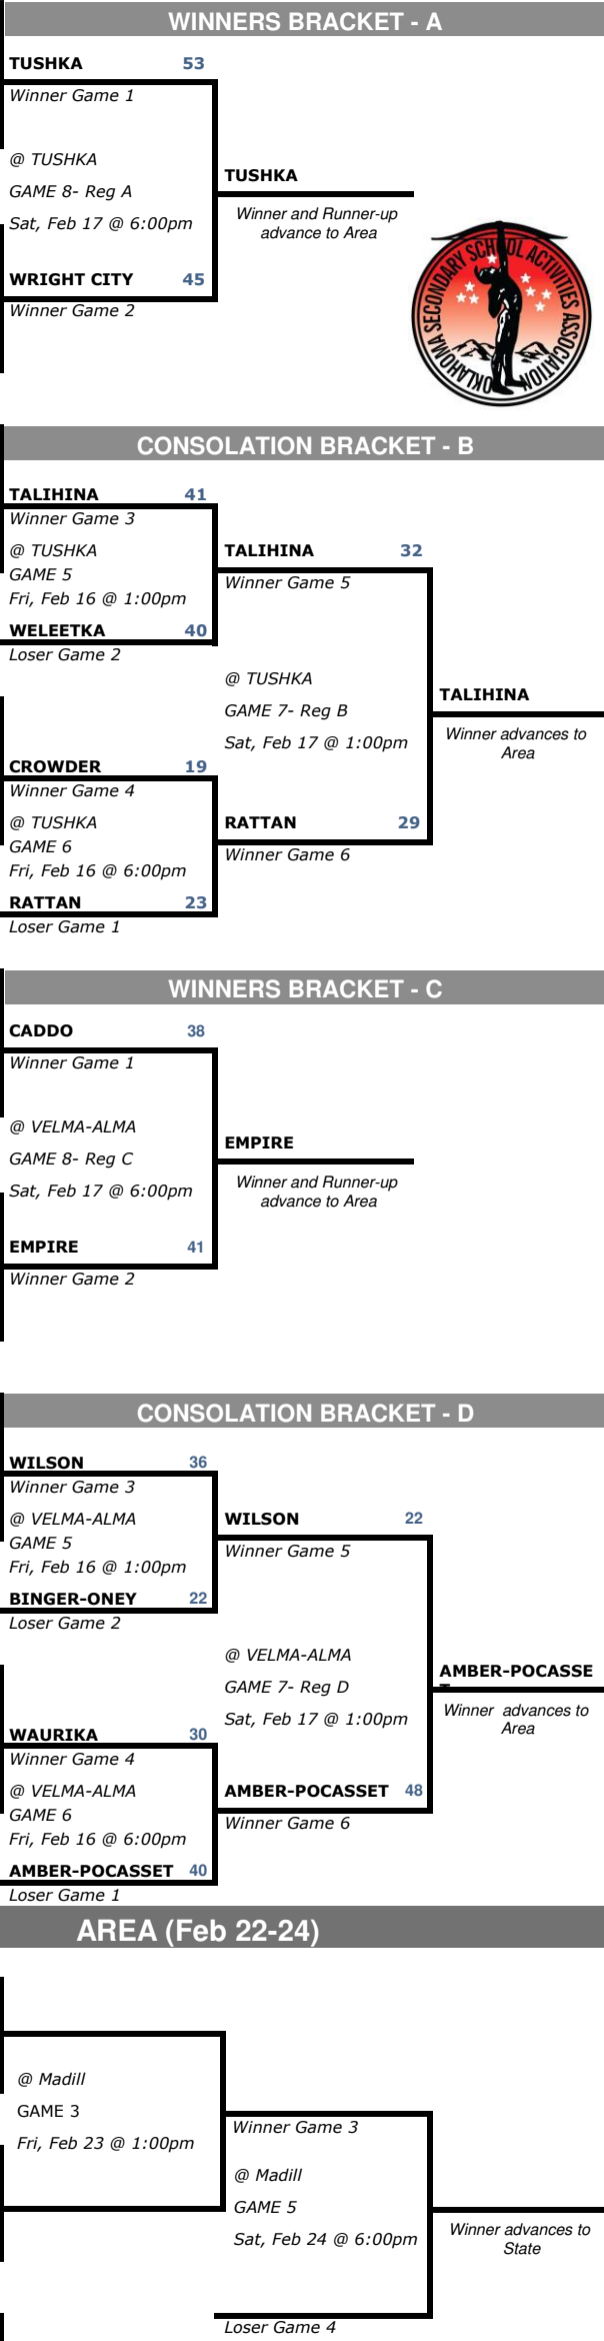 WINNERS BRACKET - A
TUSHKA 53
Winner Game 1
@ TUSHKA
GAME 8- Reg A
Sat, Feb 17 @ 6:00pm
WRIGHT CITY 45
Winner Game 2
TUSHKA
Winner and Runner-up
advance to Area
OKLAHOMA SECONDARY SCHOOL ACTIVITIES ASSOCIATION
CONSOLATION BRACKET - B
TALIHINA 41
Winner Game 3
@ TUSHKA
GAME 5
Fri, Feb 16 @ 1:00pm
WELEETKA 40
Loser Game 2
CROWDER 19
Winner Game 4
@ TUSHKA
GAME 6
Fri, Feb 16 @ 6:00pm
RATTAN 23
Loser Game 1
TALIHINA 32
Winner Game 5
@ TUSHKA
GAME 7- Reg B
Sat, Feb 17 @ 1:00pm
RATTAN 29
Winner Game 6
TALIHINA
Winner advances to
Area
WINNERS BRACKET - C
CADDO 38
Winner Game 1
@ VELMA-ALMA
GAME 8- Reg C
Sat, Feb 17 @ 6:00pm
EMPIRE 41
Winner Game 2
EMPIRE
Winner and Runner-up
advance to Area
CONSOLATION BRACKET - D
WILSON 36
Winner Game 3
@ VELMA-ALMA
GAME 5
Fri, Feb 16 @ 1:00pm
BINGER-ONEY 22
Loser Game 2
WAURIKA 30
Winner Game 4
@ VELMA-ALMA
GAME 6
Fri, Feb 16 @ 6:00pm
AMBER-POCASSET 40
Loser Game 1
WILSON 22
Winner Game 5
@ VELMA-ALMA
GAME 7- Reg D
Sat, Feb 17 @ 1:00pm
AMBER-POCASSET 48
Winner Game 6
AMBER-POCASSE
Winner advances to
Area
AREA (Feb 22-24)
@ Madill
GAME 3
Fri, Feb 23 @ 1:00pm
Winner Game 3
@ Madill
GAME 5
Sat, Feb 24 @ 6:00pm
Loser Game 4
Winner advances to
State